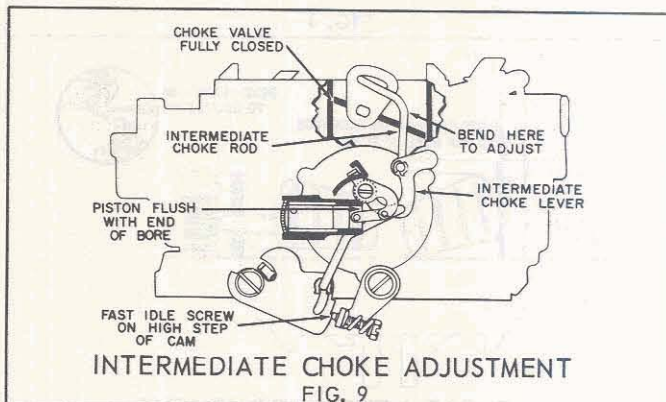 CHOKE VALVE
FULLY CLOSED
INTERMEDIATE
CHOKE ROD
BEND HERE
TO ADJUST
INTERMEDIATE
CHOKE LEVER
PISTON FLUSH
WITH END
OF BORE
FAST IDLE SCREW
ON HIGH STEP
OF CAM
INTERMEDIATE CHOKE ADJUSTMENT
FIG. 9